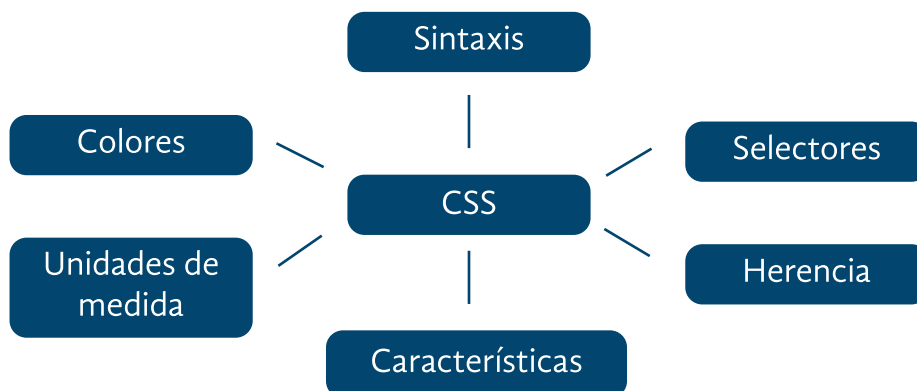 Sintaxis
Colores
Selectores
CSS
Unidades de
medida
Herencia
Características